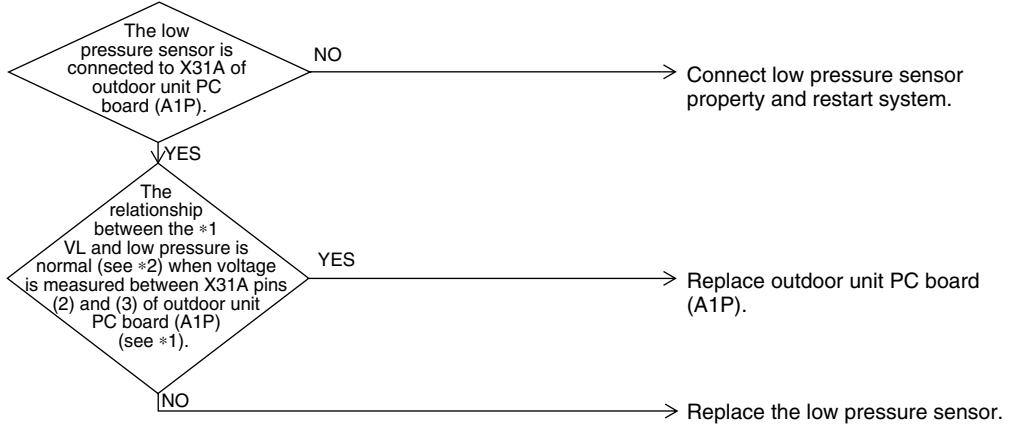 The low
pressure sensor is
connected to X31A of
outdoor unit PC
board (A1P).
NO
Connect low pressure sensor
property and restart system.
YES
The
relationship
between the *1
VL and low pressure is
normal (see *2) when voltage
is measured between X31A pins
(2) and (3) of outdoor unit
PC board (A1P)
(see *1).
YES
Replace outdoor unit PC board
(A1P).
NO
Replace the low pressure sensor.